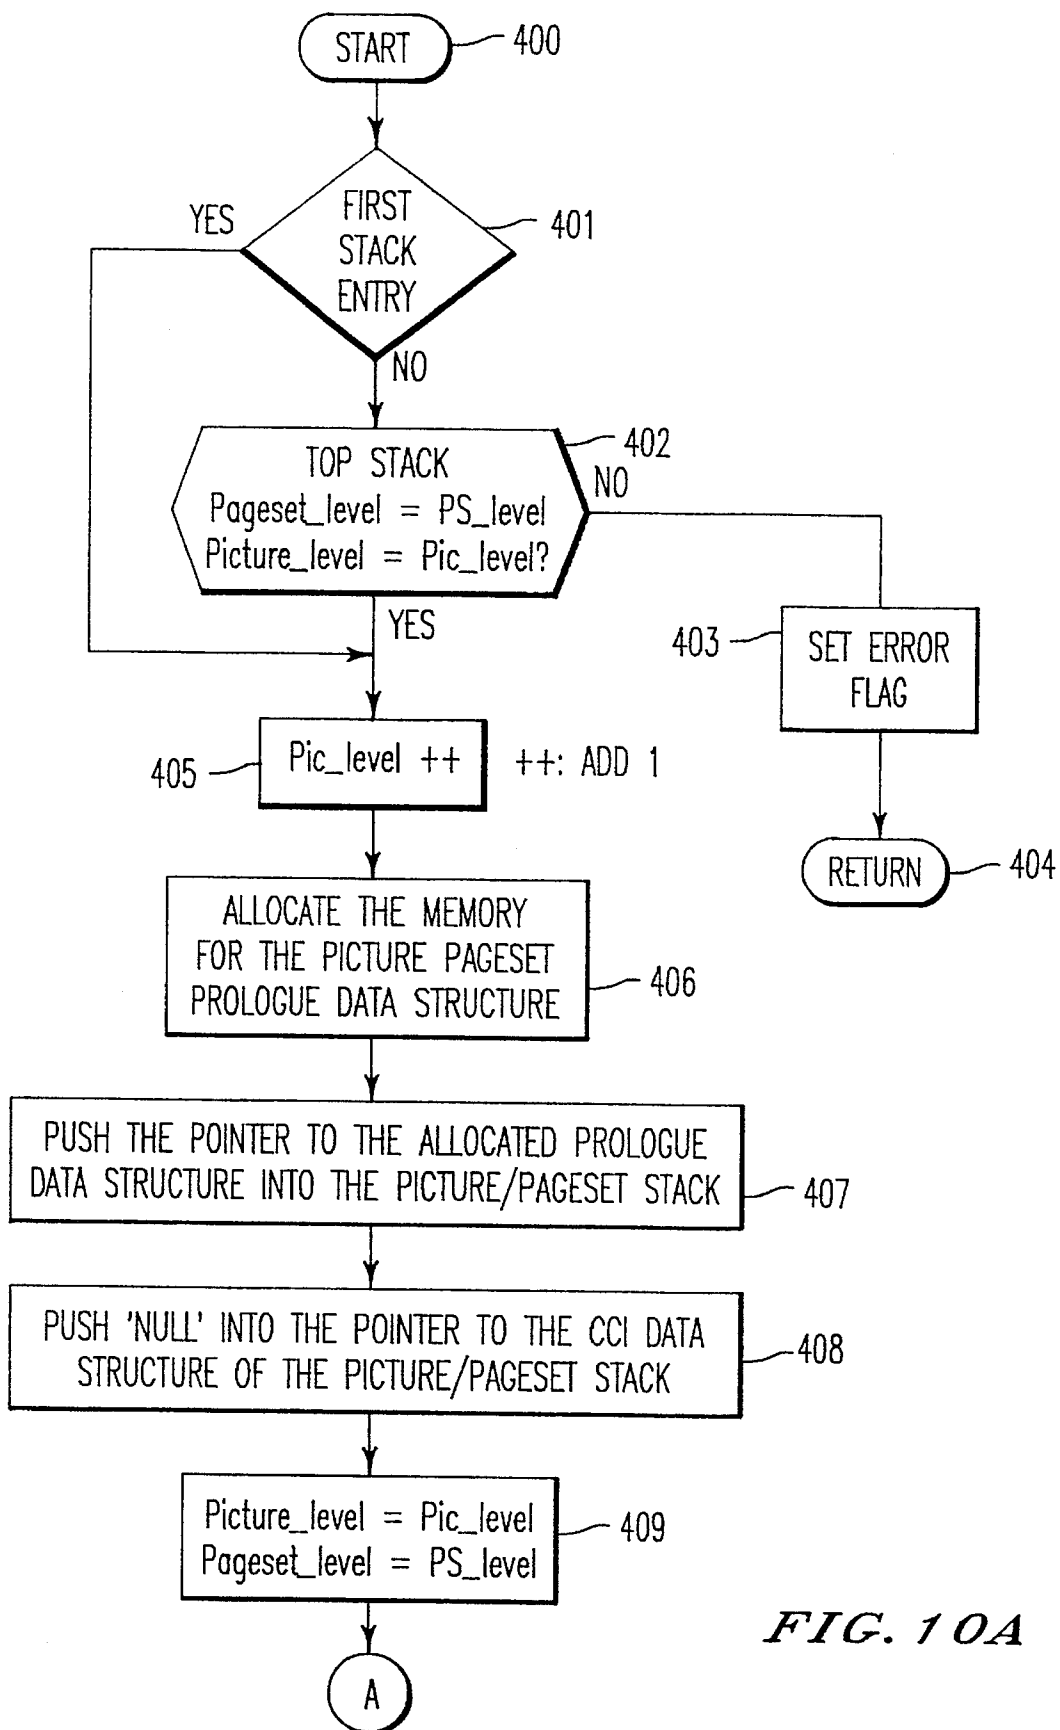 START
400
FIRST
STACK
ENTRY
401
YES
NO
402
TOP STACK
Pageset_level = PS_level
Picture_level = Pic_level?
NO
YES
403
SET ERROR
FLAG
405
Pic_level ++
++: ADD 1
RETURN
404
ALLOCATE THE MEMORY
FOR THE PICTURE PAGESET
PROLOGUE DATA STRUCTURE
406
PUSH THE POINTER TO THE ALLOCATED PROLOGUE
DATA STRUCTURE INTO THE PICTURE/PAGESET STACK
407
PUSH 'NULL' INTO THE POINTER TO THE CCI DATA
STRUCTURE OF THE PICTURE/PAGESET STACK
408
Picture_level = Pic_level
Pageset_level = PS_level
409
A
FIG. 10A